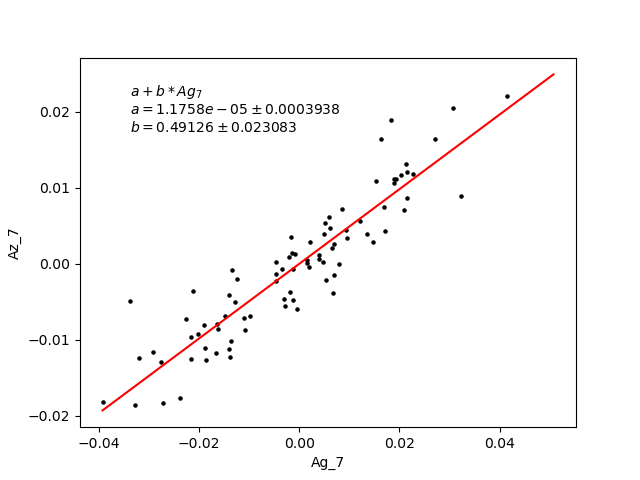 a + b * Ag₇
a = 1.1758e − 05 ± 0.0003938
b = 0.49126 ± 0.023083
0.02
0.01
0.00
−0.01
−0.02
Az_7
−0.04
−0.02
0.00
0.02
0.04
Ag_7